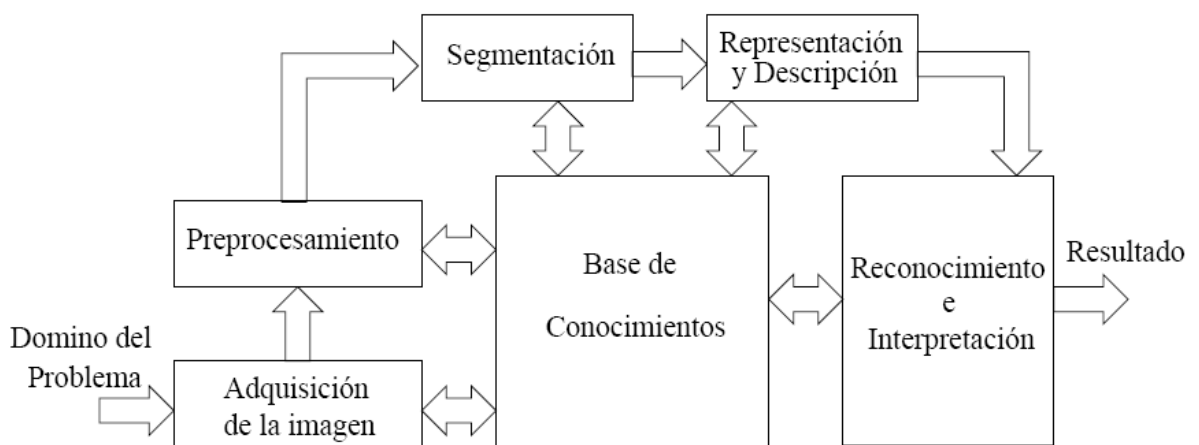 Segmentación
Representación
y Descripción
Preprocesamiento
Base de
Conocimientos
Reconocimiento
e
Interpretación
Resultado
Domino del
Problema
Adquisición
de la imagen